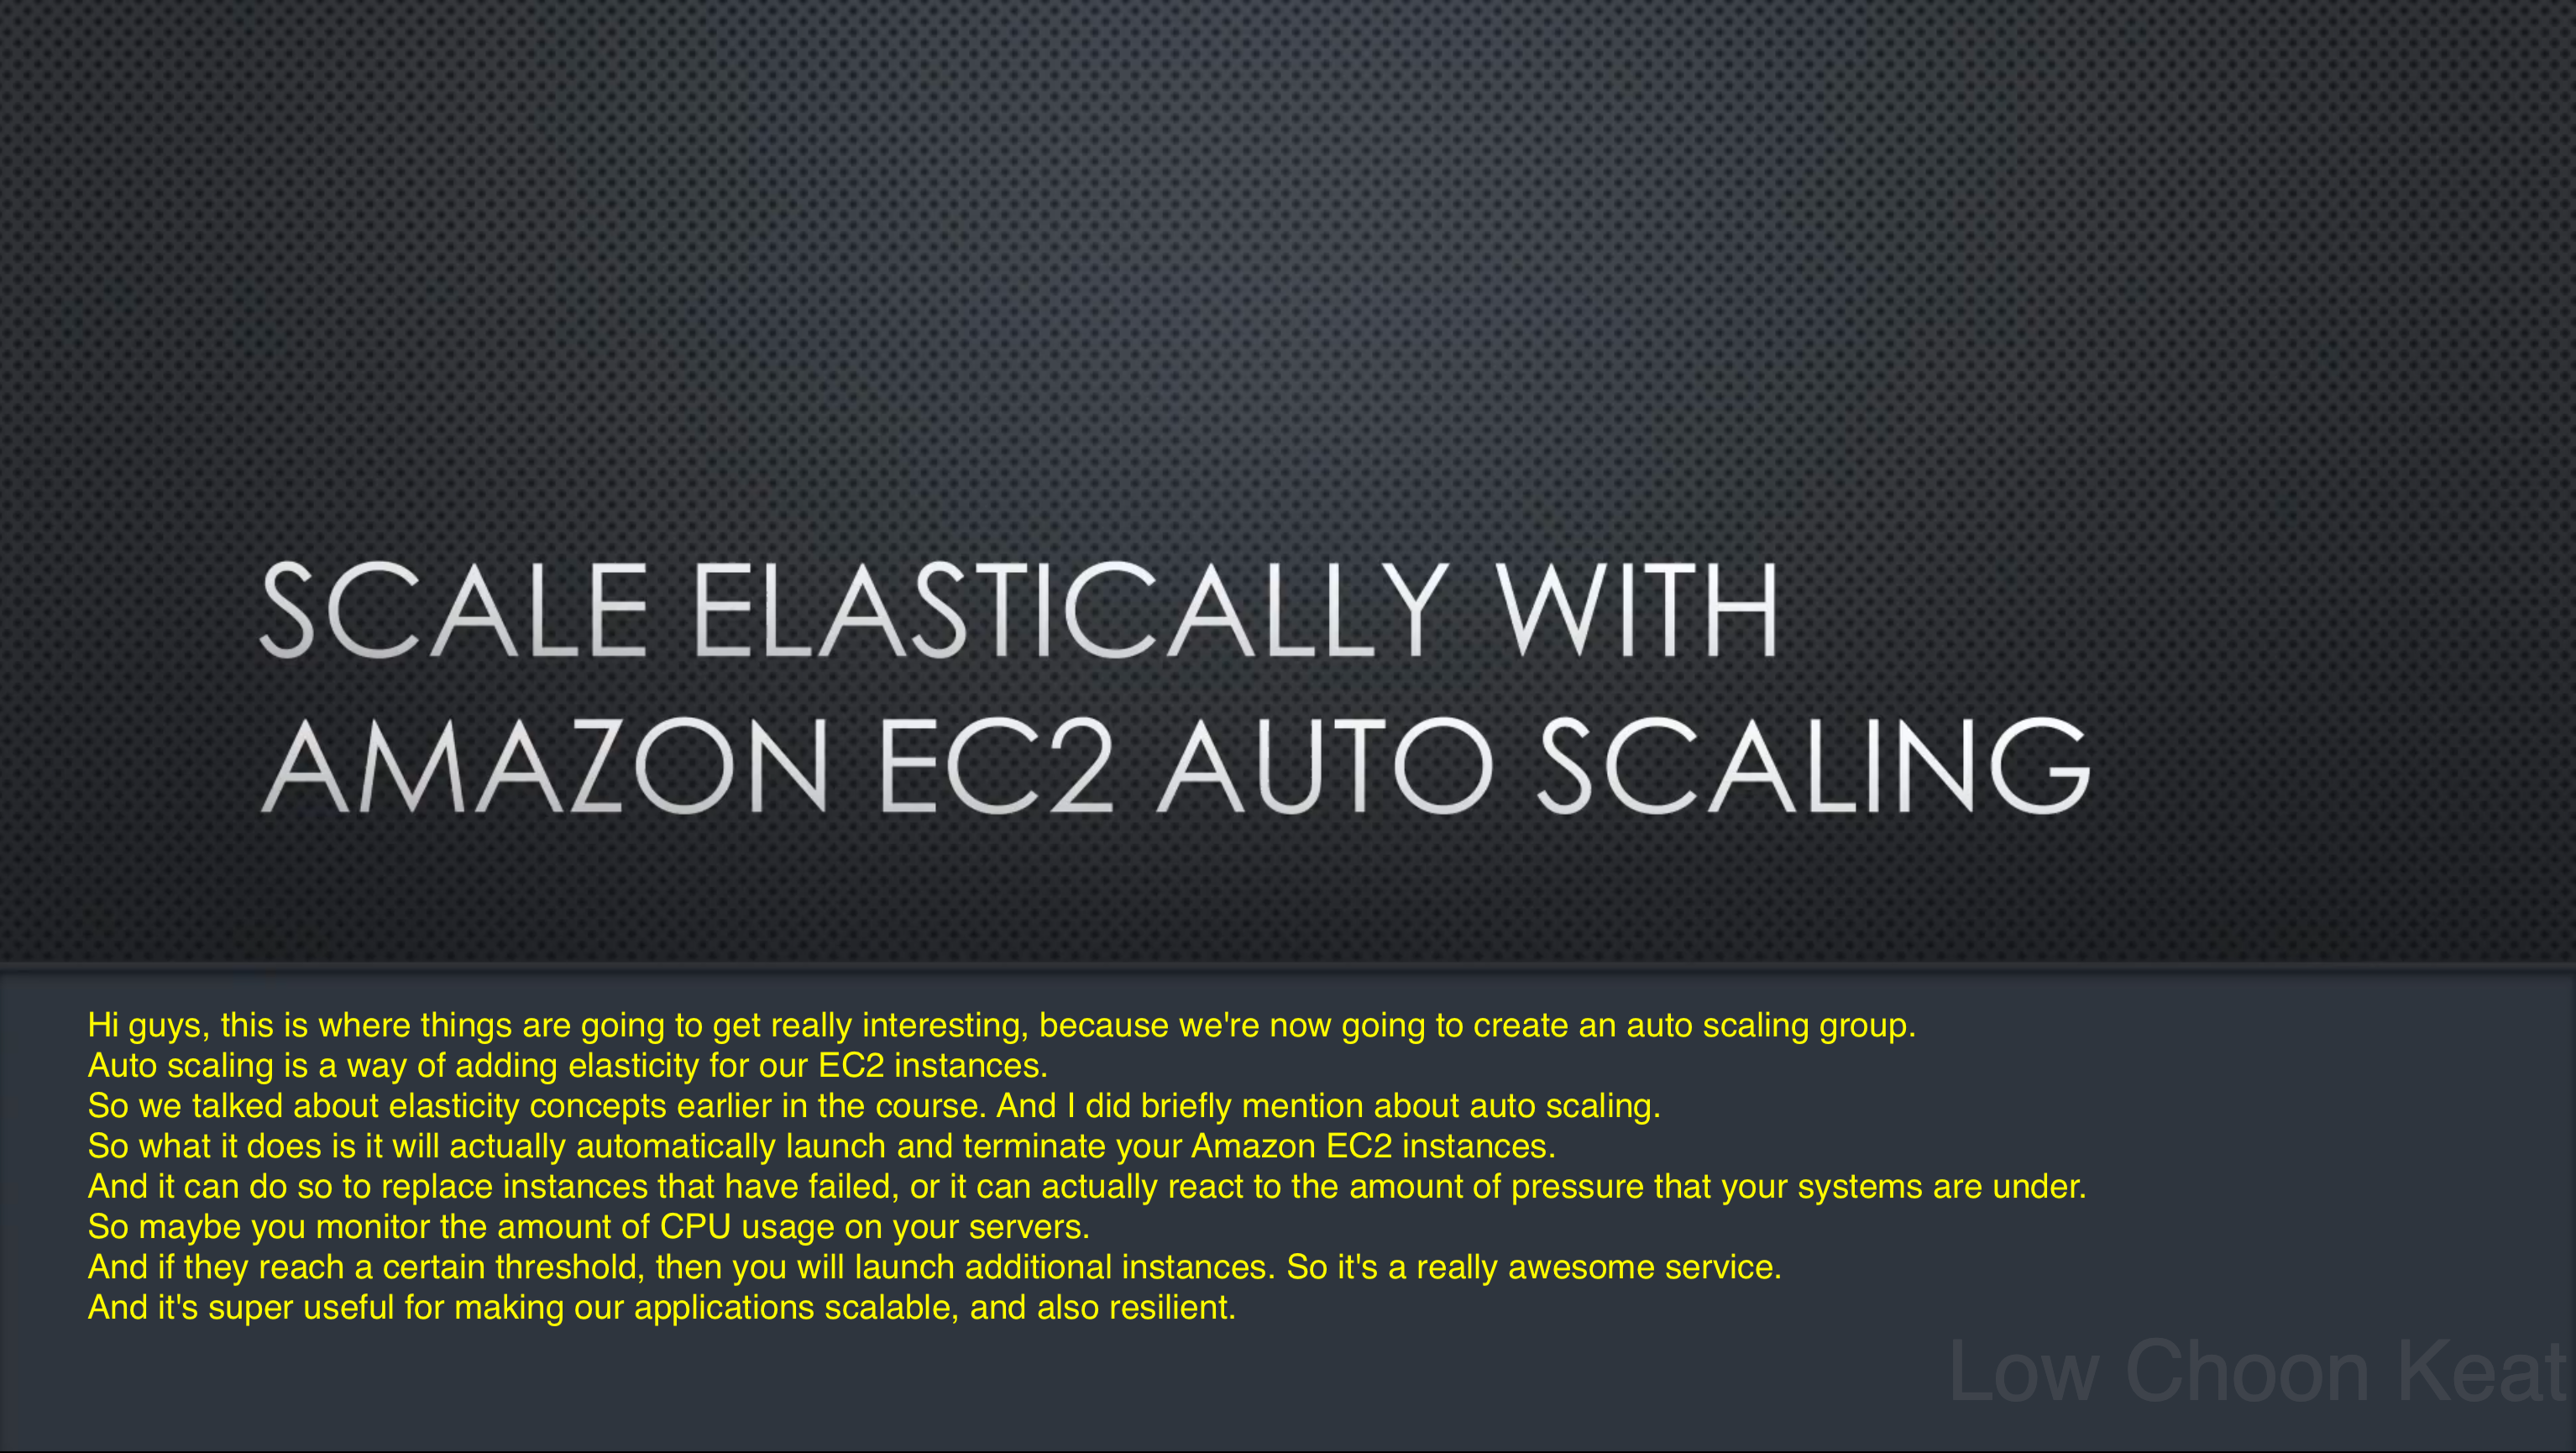 SCALE ELASTICALLY WITH
AMAZON EC2 AUTO SCALING
Hi guys, this is where things are going to get really interesting, because we're now going to create an auto scaling group.
Auto scaling is a way of adding elasticity for our EC2 instances.
So we talked about elasticity concepts earlier in the course. And I did briefly mention about auto scaling.
So what it does is it will actually automatically launch and terminate your Amazon EC2 instances.
And it can do so to replace instances that have failed, or it can actually react to the amount of pressure that your systems are under.
So maybe you monitor the amount of CPU usage on your servers.
And if they reach a certain threshold, then you will launch additional instances. So it's a really awesome service.
And it's super useful for making our applications scalable, and also resilient.
Low Choon Keat